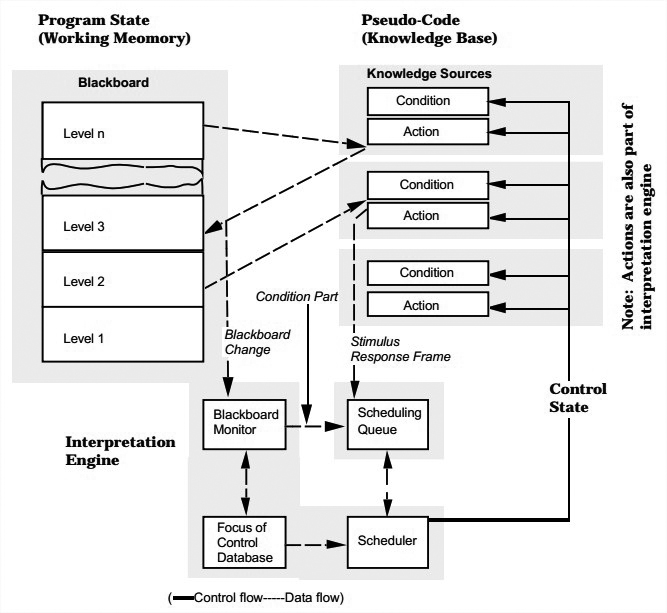 Program State
(Working Meomory)
Pseudo-Code
(Knowledge Base)
Blackboard
Level n
Level 3
Level 2
Level 1
Knowledge Sources
Condition
Action
Condition
Action
Condition
Action
Note: Actions are also part of
interpretation engine
Condition Part
Blackboard
Change
Stimulus
Response Frame
Control
State
Interpretation
Engine
Blackboard
Monitor
Scheduling
Queue
Focus of
Control
Database
Scheduler
(—Control flow-----Data flow)